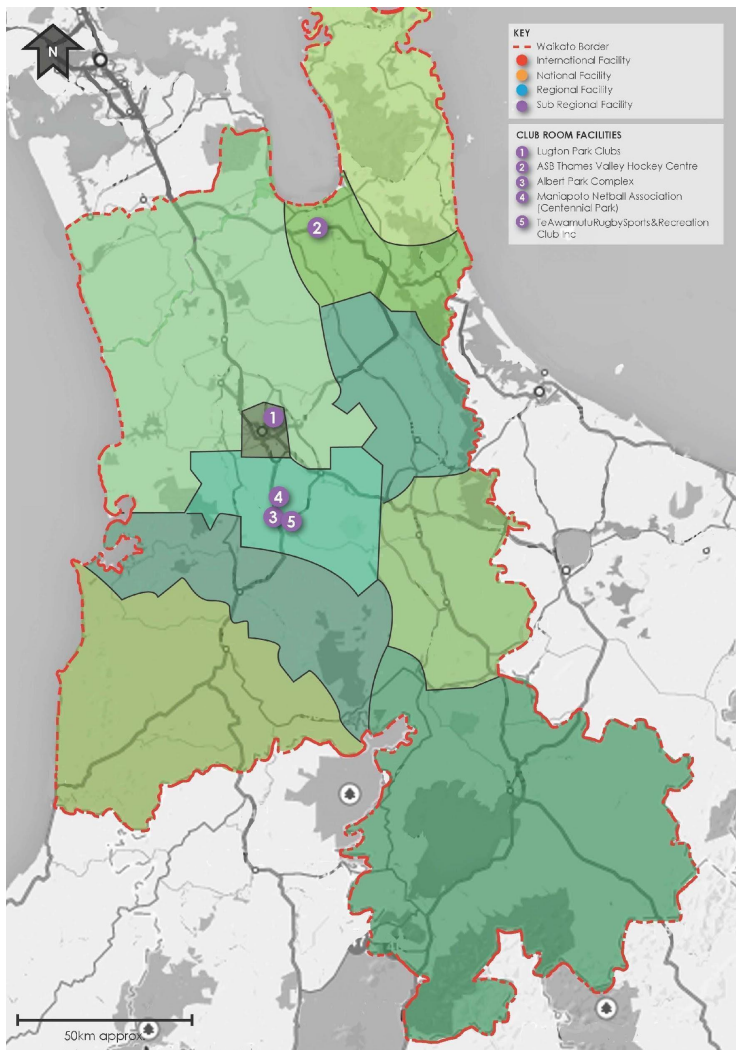 N
KEY
Waikato Border
International Facility
National Facility
Regional Facility
Sub Regional Facility
CLUB ROOM FACILITIES
1 Lugton Park Clubs
2 ASB Thames Valley Hockey Centre
3 Albert Park Complex
4 Maniapoto Netball Association
(Centennial Park)
5 TeAwamutuRugbySports&Recreation
Club Inc
2
1
4
3
5
50km approx.